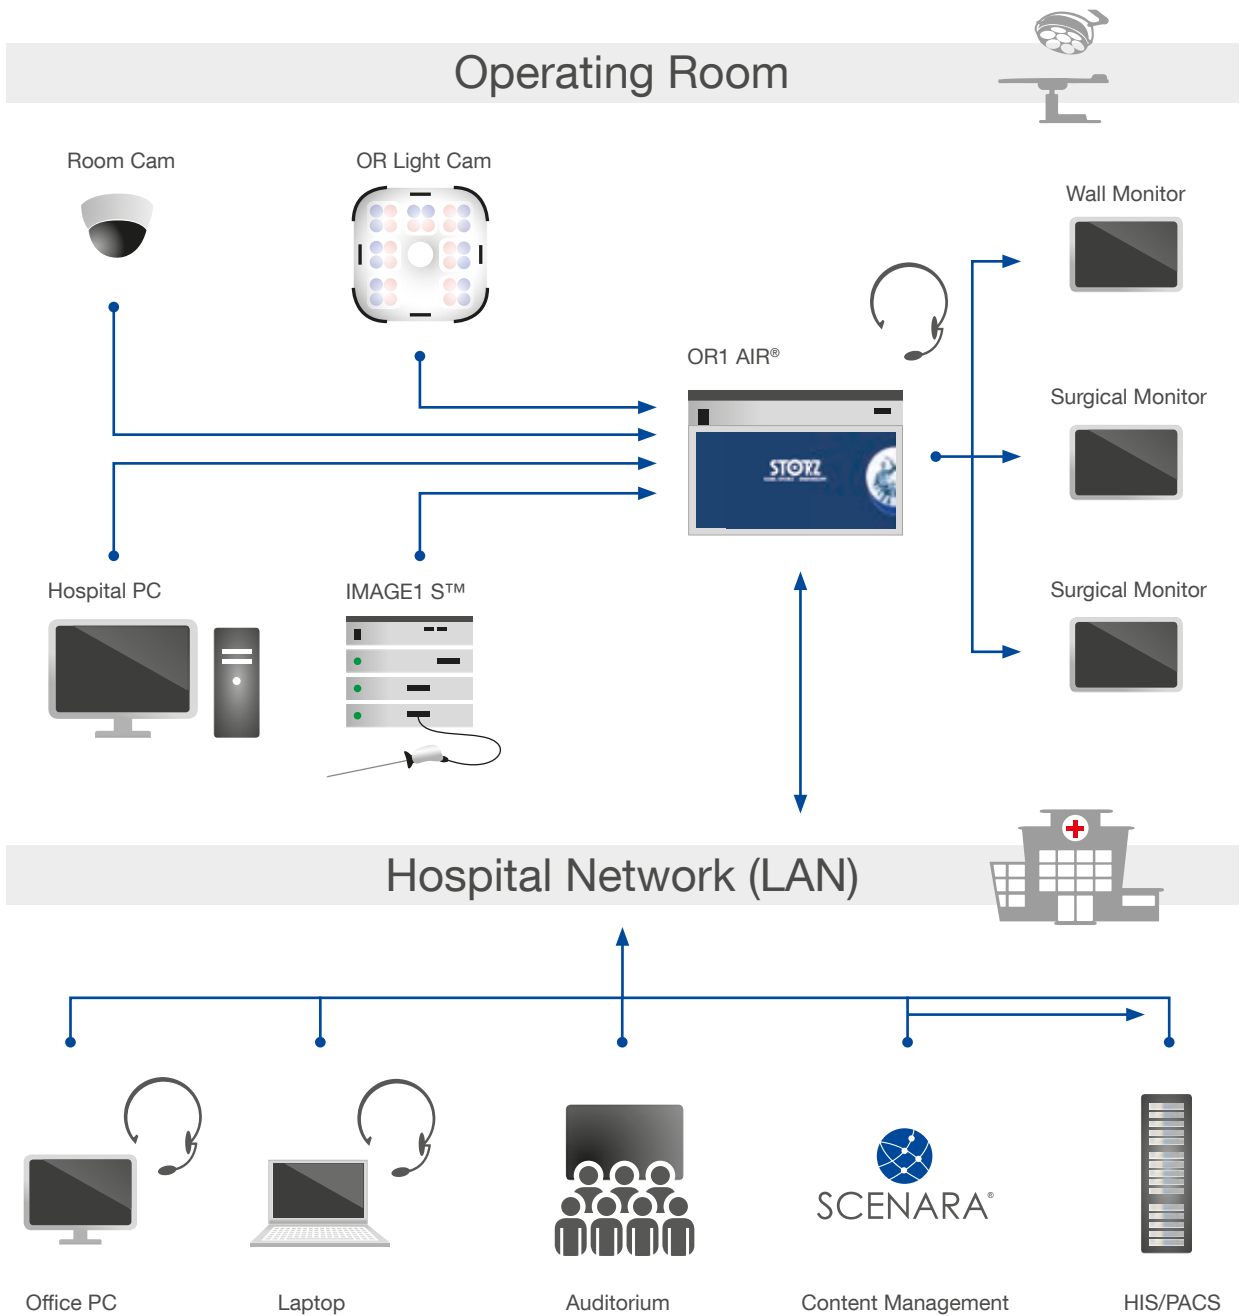 Operating Room
Room Cam
OR Light Cam
Wall Monitor
OR1 AIR®
Surgical Monitor
STORZ
Hospital PC
IMAGE1 S™
Surgical Monitor
Hospital Network (LAN)
SCENARA®
Office PC
Laptop
Auditorium
Content Management
HIS/PACS